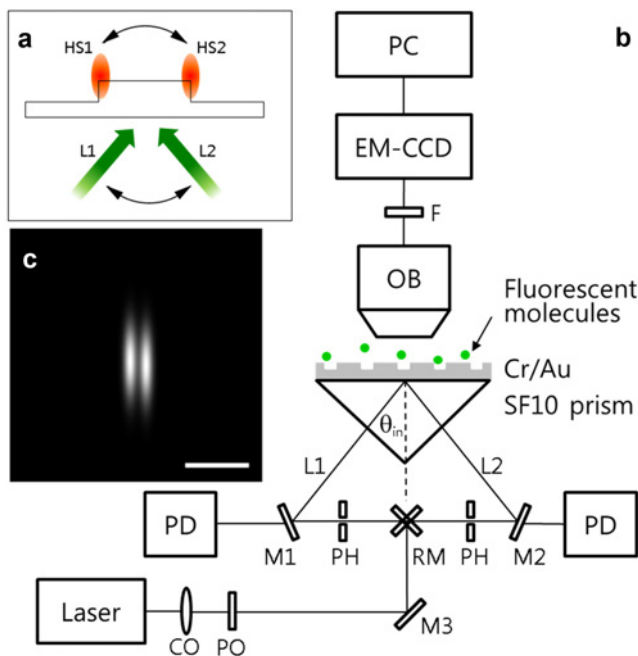 a
HS1
HS2
L1
L2
b
PC
EM-CCD
F
OB
Fluorescent
molecules
Cr/Au
SF10 prism
θin
L1
L2
c
PD
M1
PH
RM
PH
M2
PD
Laser
CO
PO
M3